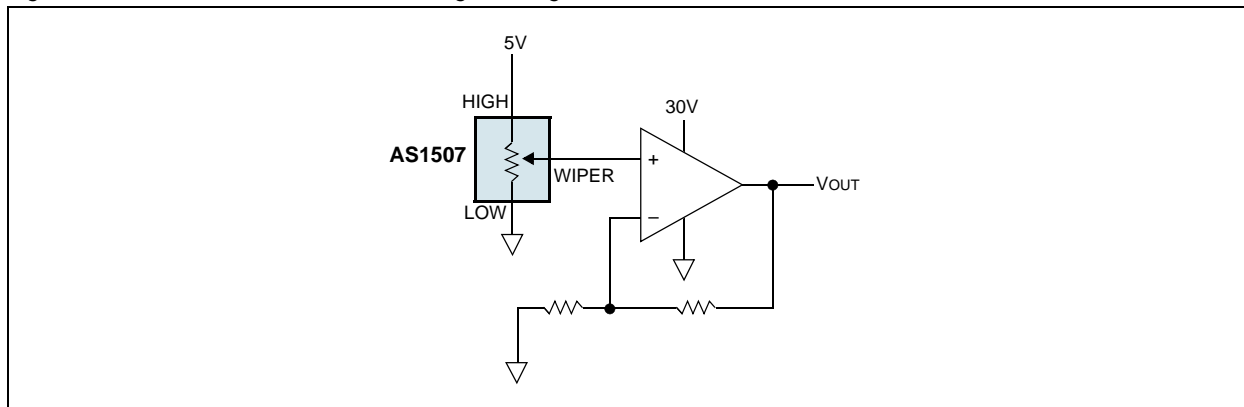 5V
HIGH
30V
AS1507
+
WIPER
VOUT
LOW
–